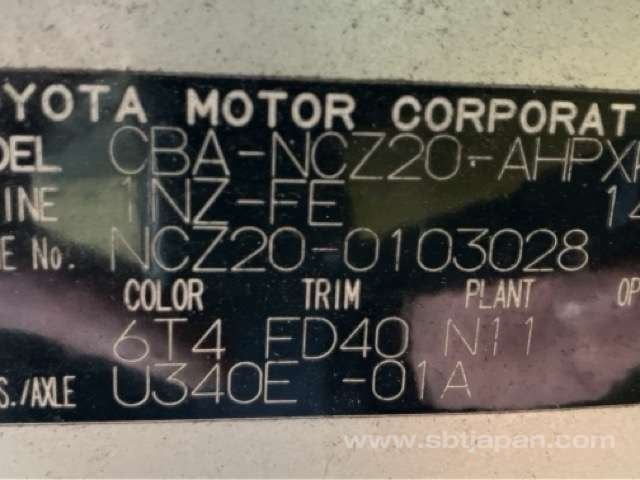 OYOTA MOTOR CORPORAT
DEL CBA-NCZ20-AHPX
INE 1NZ-FE 14
E No. NCZ20-0103028
COLOR TRIM PLANT OP
6T4 FD40 N11
S./AXLE U340E -01A
www.sbtjapan.com